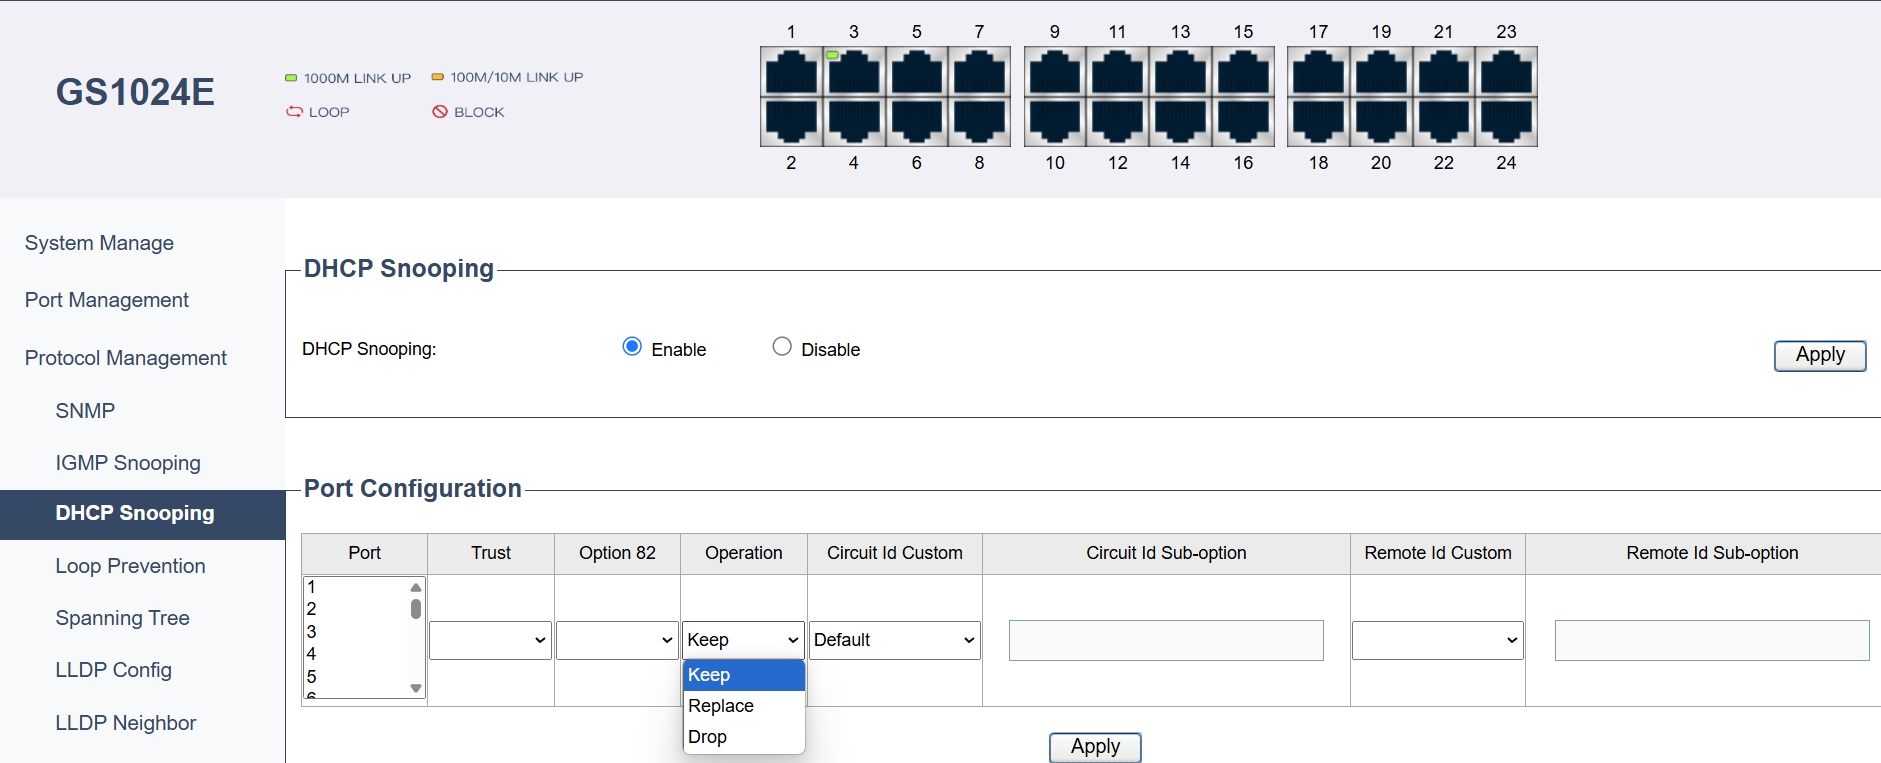 1 3 5 7 9 11 13 15 17 19 21 23
GS1024E
1000M LINK UP 100M/10M LINK UP
LOOP BLOCK
2 4 6 8 10 12 14 16 18 20 22 24
System Manage
Port Management
Protocol Management
SNMP
IGMP Snooping
DHCP Snooping
Loop Prevention
Spanning Tree
LLDP Config
LLDP Neighbor
DHCP Snooping
DHCP Snooping: Enable Disable
Apply
Port Configuration
Port Trust Option 82 Operation Circuit Id Custom Circuit Id Sub-option Remote Id Custom Remote Id Sub-option
1
2
3
4
5
6
Keep Default
Keep
Replace
Drop
Apply